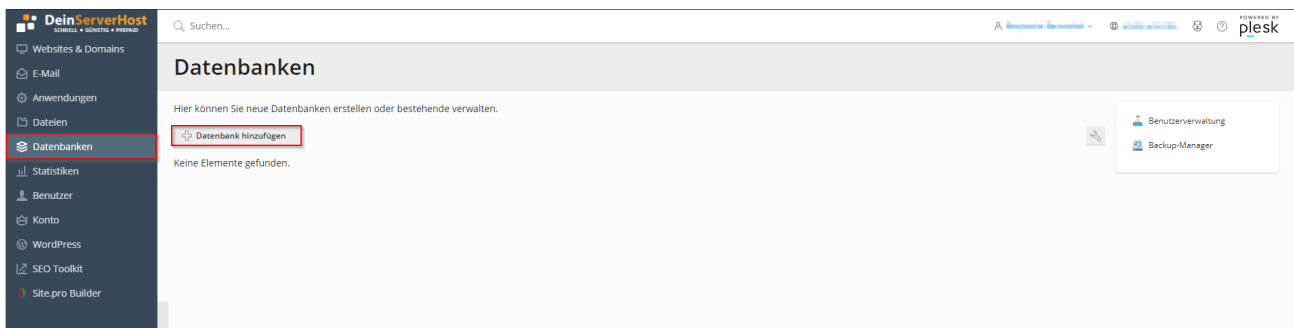 DeinServerHost
SCHNELL • GÜNSTIG • PREPAID
Suchen...
POWERED BY
plesk
Websites & Domains
E-Mail
Anwendungen
Dateien
Datenbanken
Statistiken
Benutzer
Konto
WordPress
SEO Toolkit
Site.pro Builder
Datenbanken
Hier können Sie neue Datenbanken erstellen oder bestehende verwalten.
Datenbank hinzufügen
Keine Elemente gefunden.
Benutzerverwaltung
Backup-Manager